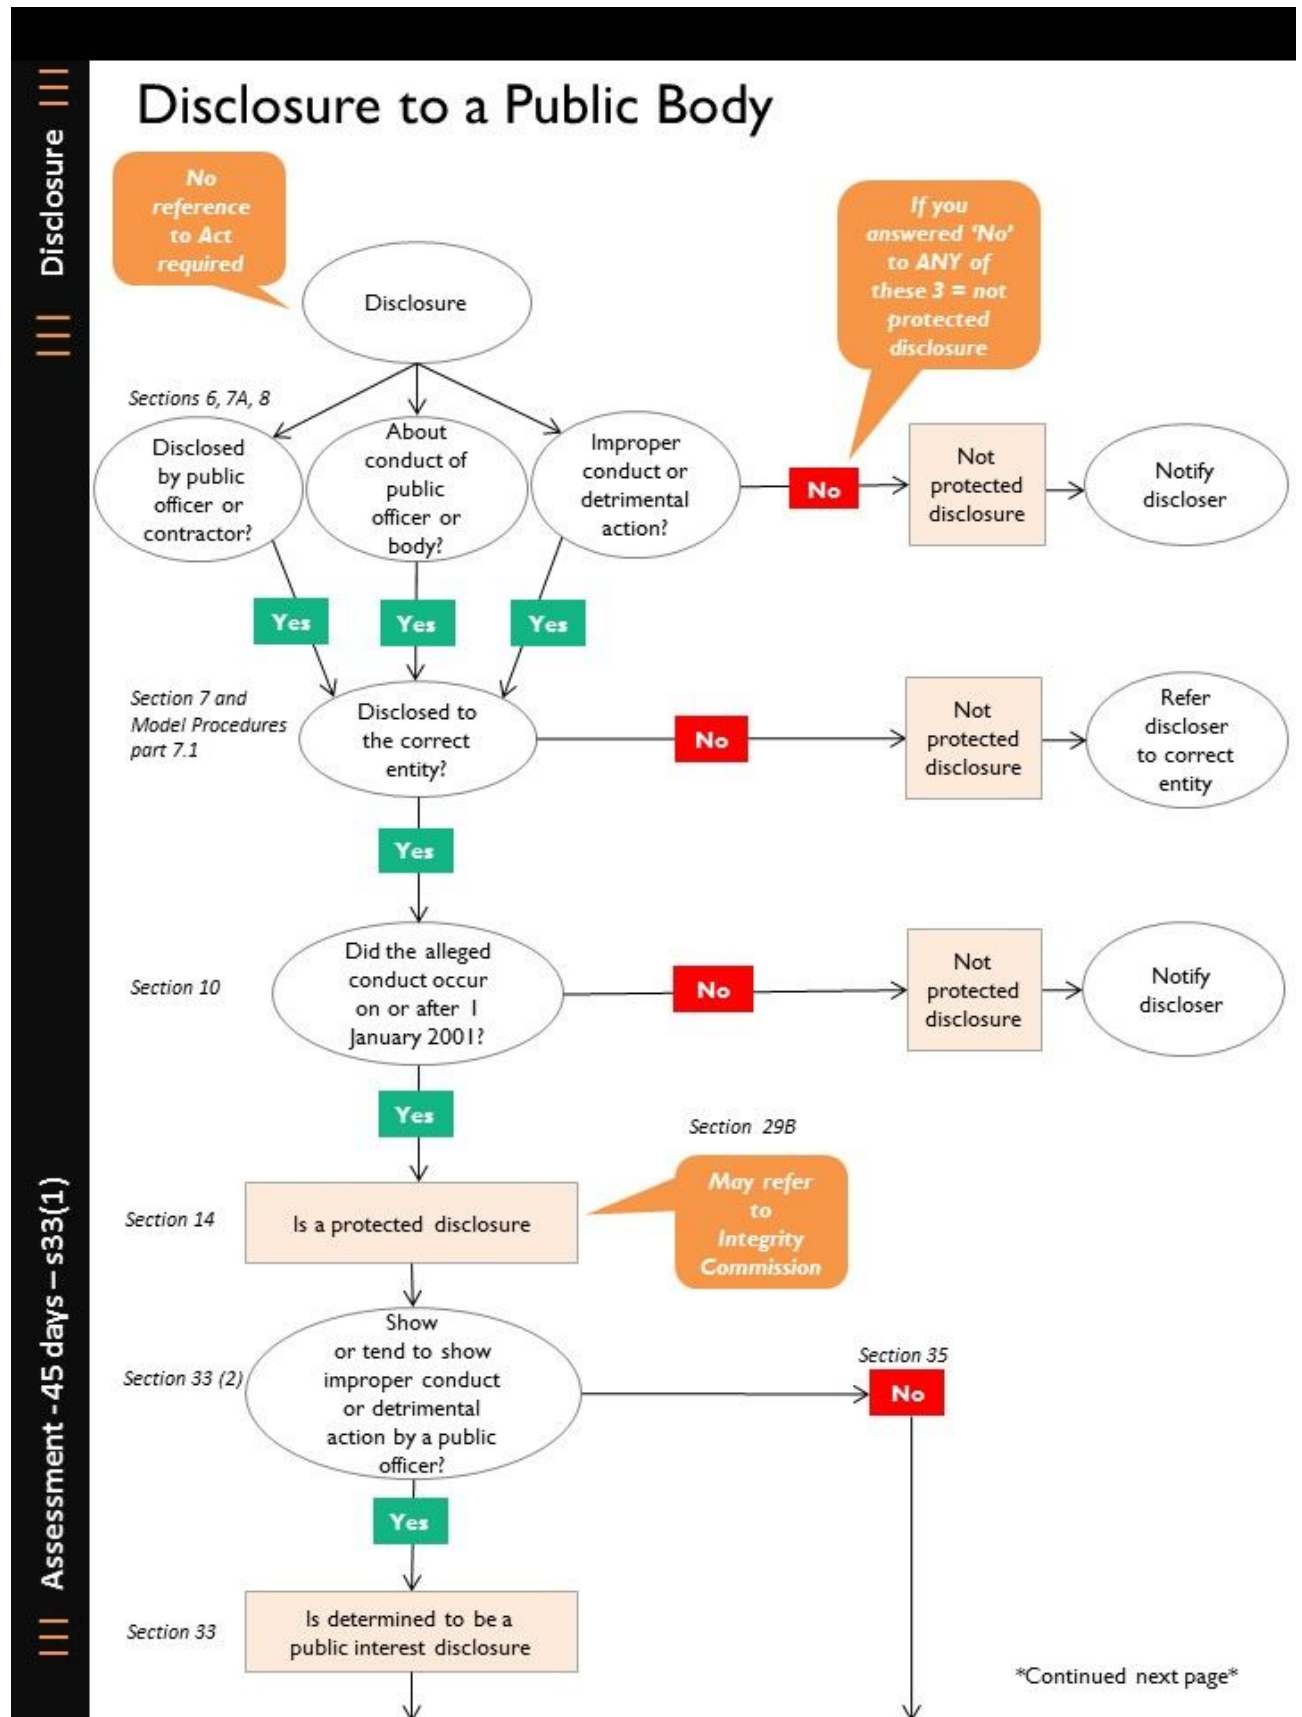 Disclosure to a Public Body
Disclosure
No
reference
to Act
required
If you
answered ‘No’
to ANY of
these 3 = not
protected
disclosure
Disclosure
Sections 6, 7A, 8
Disclosed
by public
officer or
contractor?
About
conduct of
public
officer or
body?
Improper
conduct or
detrimental
action?
No
Not
protected
disclosure
Notify
discloser
Yes
Yes
Yes
Section 7 and
Model Procedures
part 7.1
Disclosed to
the correct
entity?
No
Not
protected
disclosure
Refer
discloser
to correct
entity
Yes
Section 10
Did the alleged
conduct occur
on or after 1
January 2001?
No
Not
protected
disclosure
Notify
discloser
Yes
Section 29B
May refer
to
Integrity
Commission
Section 14
Is a protected disclosure
Assessment -45 days – s33(1)
Section 33 (2)
Show
or tend to show
improper conduct
or detrimental
action by a public
officer?
Section 35
No
Yes
Section 33
Is determined to be a
public interest disclosure
*Continued next page*